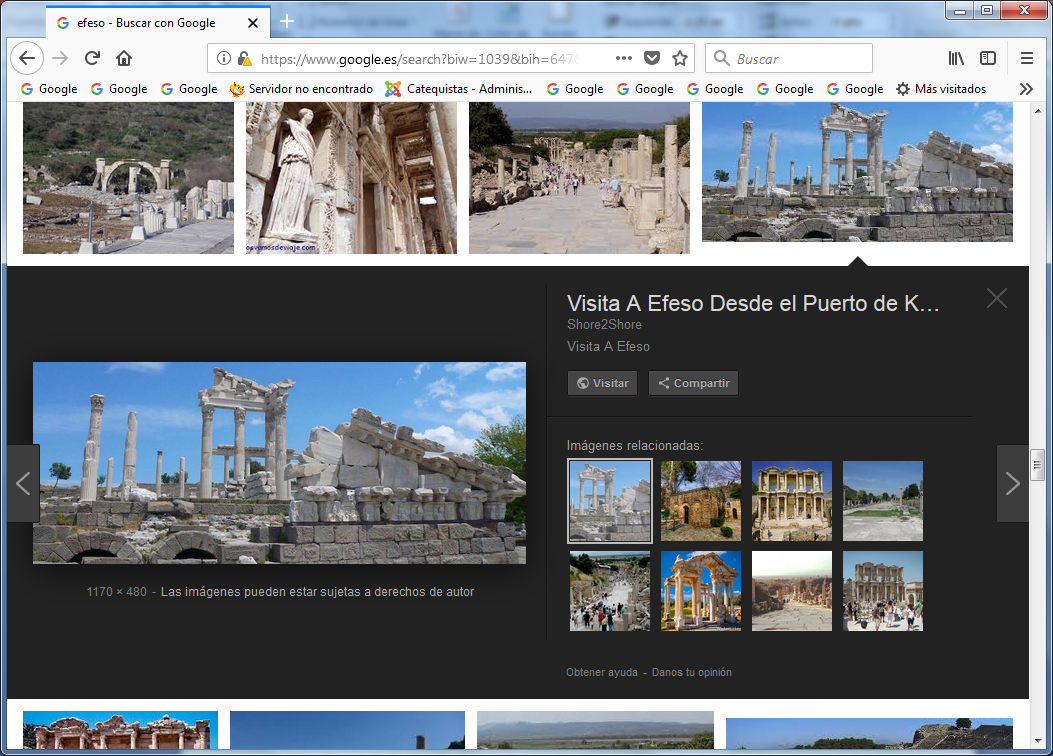 efeso - Buscar con Google
https://www.google.es/search?biw=1039&bih=647&
Buscar
Google
Google
Google
Servidor no encontrado
Catequistas - Adminis...
Google
Google
Google
Google
Google
Más visitados
osvamosdeviaje.com
Visita A Efeso Desde el Puerto de K...
Shore2Shore
Visita A Efeso
Visitar
Compartir
Imágenes relacionadas:
1170 × 480 - Las imágenes pueden estar sujetas a derechos de autor
Obtener ayuda - Danos tu opinión